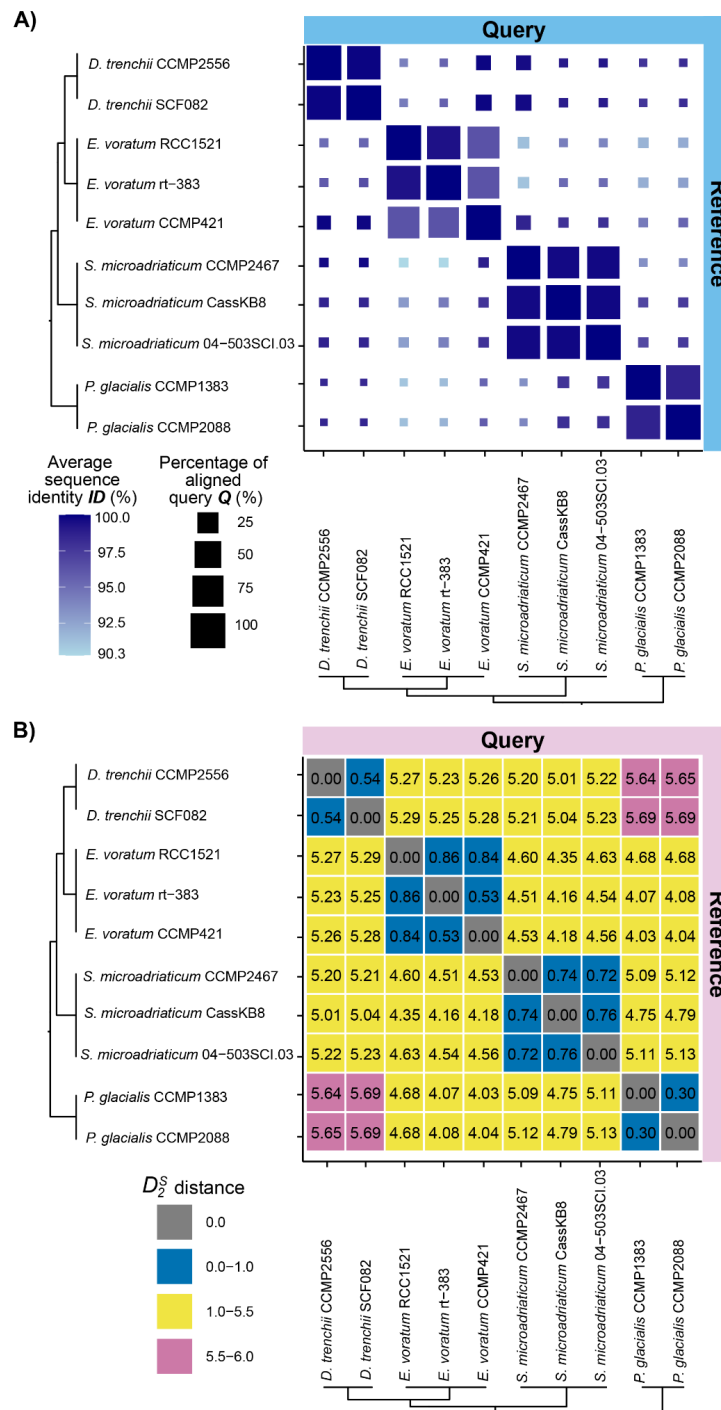 A)
Query
D. trenchii CCMP2556
D. trenchii SCF082
E. voratum RCC1521
E. voratum rt-383
E. voratum CCMP421
S. microadriaticum CCMP2467
S. microadriaticum CassKB8
S. microadriaticum 04-503SCI.03
P. glacialis CCMP1383
P. glacialis CCMP2088
Reference
Average
sequence
identity ID (%)
100.0
97.5
95.0
92.5
90.3
Percentage of
aligned
query Q (%)
25
50
75
100
D. trenchii CCMP2556
D. trenchii SCF082
E. voratum RCC1521
E. voratum rt-383
E. voratum CCMP421
S. microadriaticum CCMP2467
S. microadriaticum CassKB8
S. microadriaticum 04-503SCI.03
P. glacialis CCMP1383
P. glacialis CCMP2088
B)
Query
D. trenchii CCMP2556 0.00 0.54 5.27 5.23 5.26 5.20 5.01 5.22 5.64 5.65
D. trenchii SCF082 0.54 0.00 5.29 5.25 5.28 5.21 5.04 5.23 5.69 5.69
E. voratum RCC1521 5.27 5.29 0.00 0.86 0.84 4.60 4.35 4.63 4.68 4.68
E. voratum rt-383 5.23 5.25 0.86 0.00 0.53 4.51 4.16 4.54 4.07 4.08
E. voratum CCMP421 5.26 5.28 0.84 0.53 0.00 4.53 4.18 4.56 4.03 4.04
S. microadriaticum CCMP2467 5.20 5.21 4.60 4.51 4.53 0.00 0.74 0.72 5.09 5.12
S. microadriaticum CassKB8 5.01 5.04 4.35 4.16 4.18 0.74 0.00 0.76 4.75 4.79
S. microadriaticum 04-503SCI.03 5.22 5.23 4.63 4.54 4.56 0.72 0.76 0.00 5.11 5.13
P. glacialis CCMP1383 5.64 5.69 4.68 4.07 4.03 5.09 4.75 5.11 0.00 0.30
P. glacialis CCMP2088 5.65 5.69 4.68 4.08 4.04 5.12 4.79 5.13 0.30 0.00
Reference
D₂ˢ distance
0.0
0.0-1.0
1.0-5.5
5.5-6.0
D. trenchii CCMP2556
D. trenchii SCF082
E. voratum RCC1521
E. voratum rt-383
E. voratum CCMP421
S. microadriaticum CCMP2467
S. microadriaticum CassKB8
S. microadriaticum 04-503SCI.03
P. glacialis CCMP1383
P. glacialis CCMP2088